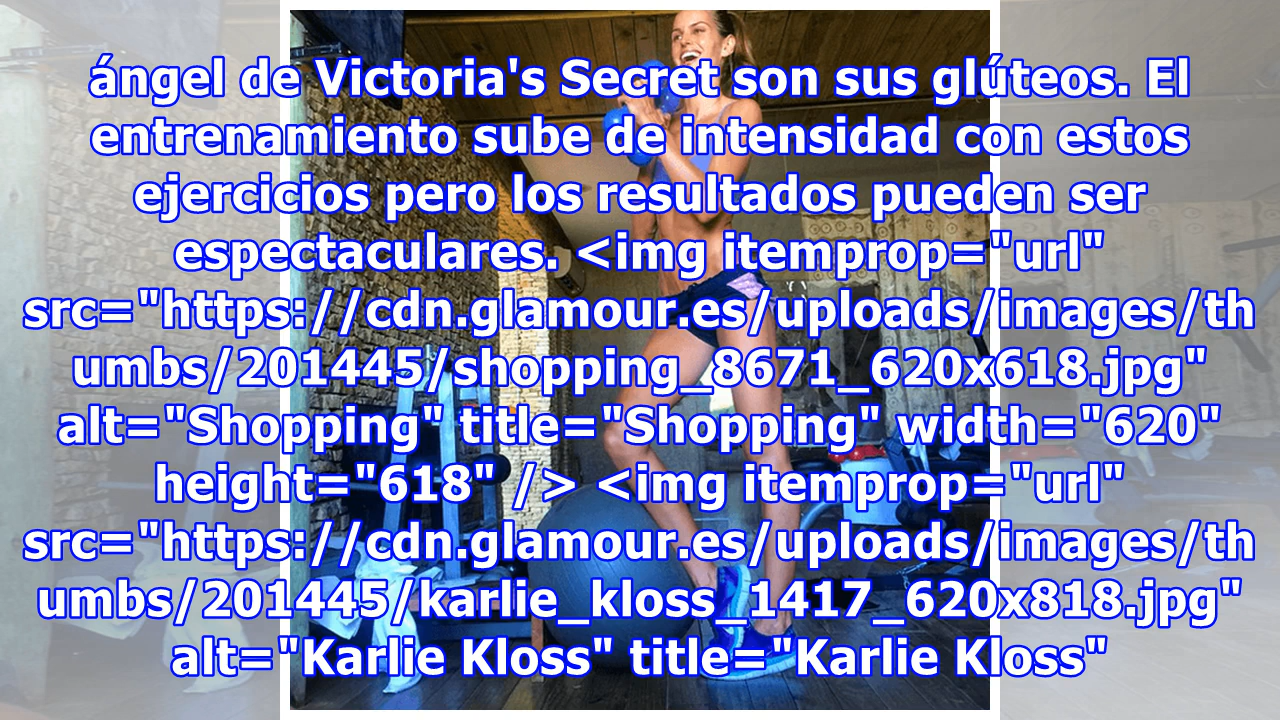 ángel de Victoria's Secret son sus glúteos. El
entrenamiento sube de intensidad con estos
ejercicios pero los resultados pueden ser
espectaculares. <img itemprop="url"
src="https://cdn.glamour.es/uploads/images/th
umbs/201445/shopping_8671_620x618.jpg"
alt="Shopping" title="Shopping" width="620"
height="618" /> <img itemprop="url"
src="https://cdn.glamour.es/uploads/images/th
umbs/201445/karlie_kloss_1417_620x818.jpg"
alt="Karlie Kloss" title="Karlie Kloss"